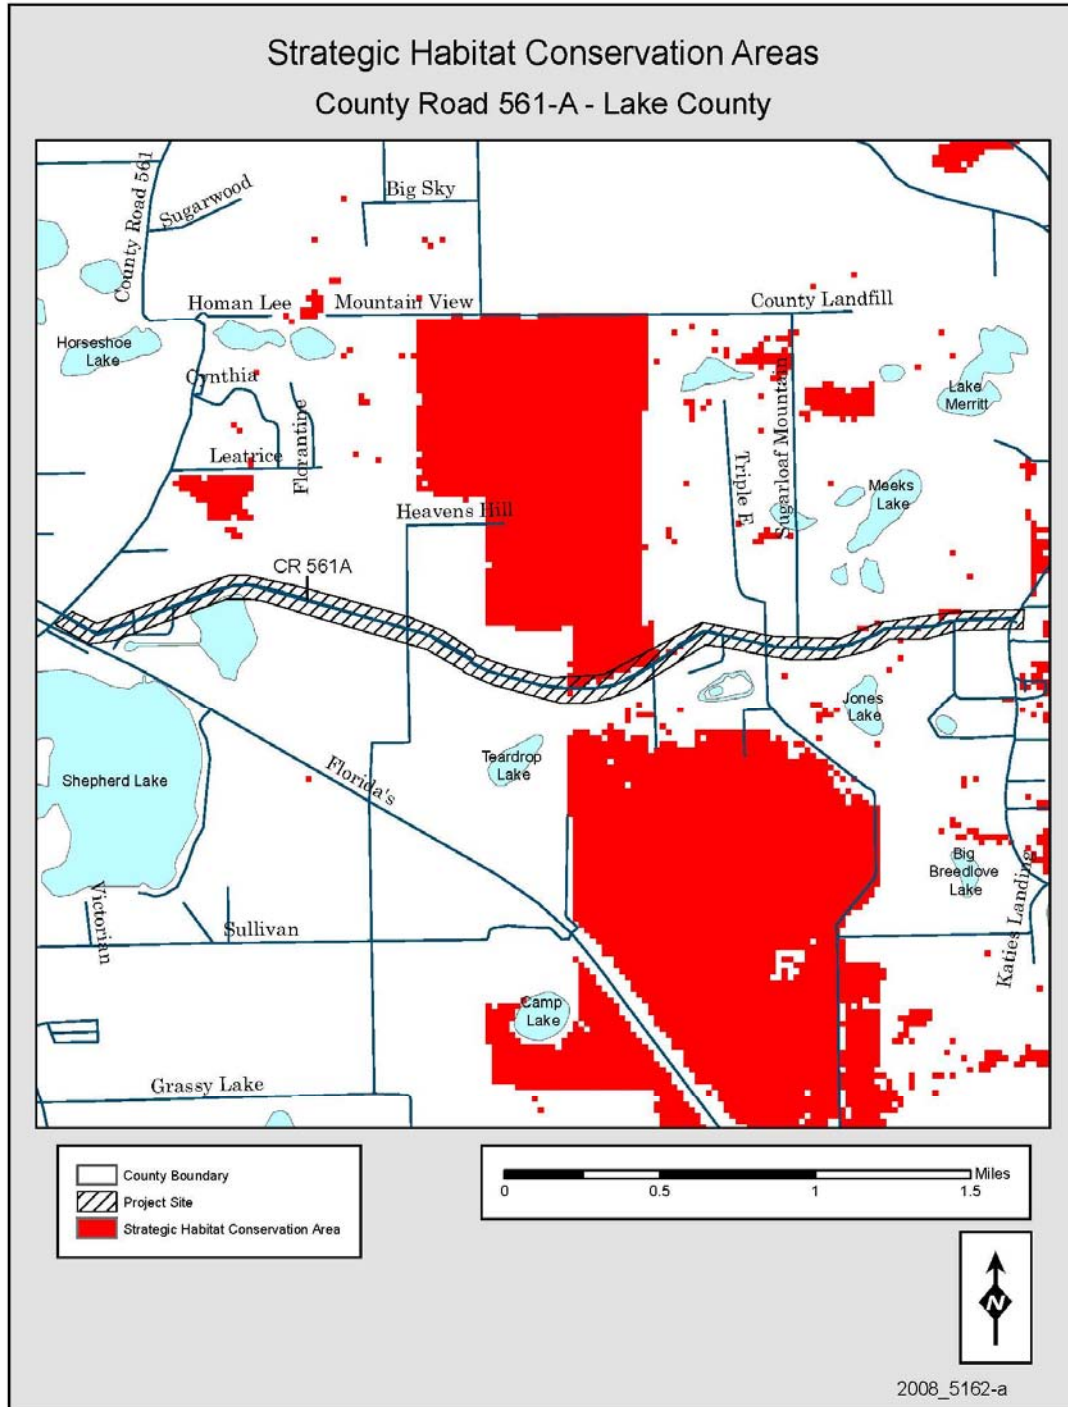 Strategic Habitat Conservation Areas
County Road 561-A - Lake County
County Road 561
Sugarwood
Big Sky
Homan Lee
Mountain View
County Landfill
Horseshoe
Lake
Cynthia
Florantine
Leatrice
Heavens Hill
Triple E
Sugarloaf Mountain
Lake
Merritt
Meeks
Lake
CR 561A
Jones
Lake
Teardrop
Lake
Shepherd Lake
Florida's
Big
Breedlove
Lake
Katies Landing
Victorian
Sullivan
Camp
Lake
Grassy Lake
County Boundary
Project Site
Strategic Habitat Conservation Area
Miles
0 0.5 1 1.5
N
2008_5162-a